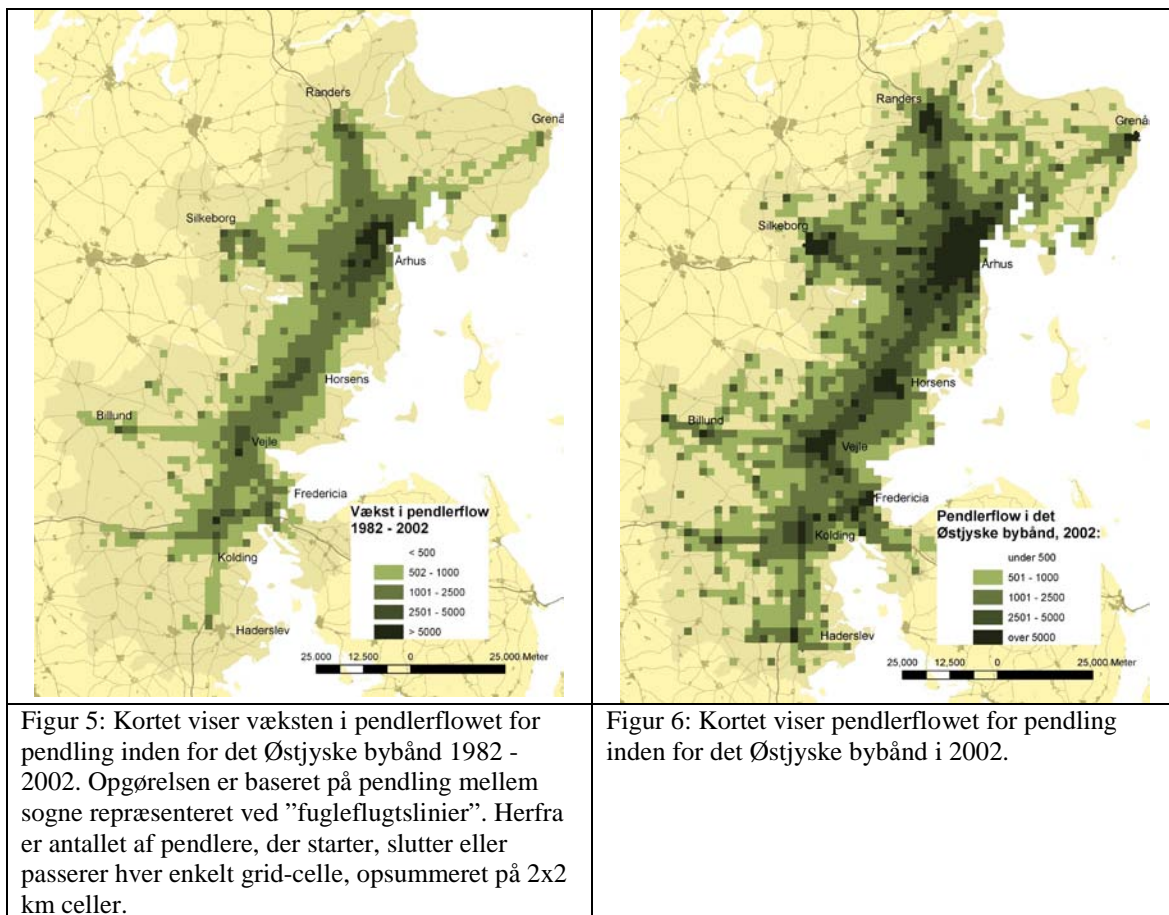 Randers
Grenå
Silkeborg
Århus
Horsens
Billund
Vejle
Fredericia
Vækst i pendlerflow
1982 - 2002
< 500
502 - 1000
1001 - 2500
2501 - 5000
> 5000
Kolding
Haderslev
25,000 12,500 0 25,000 Meter
Randers
Grenå
Silkeborg
Århus
Horsens
Billund
Vejle
Fredericia
Pendlerflow i det
Østjyske bybånd, 2002:
under 500
501 - 1000
1001 - 2500
2501 - 5000
over 5000
Kolding
Haderslev
25,000 12,500 0 25,000 Meter
Figur 5: Kortet viser væksten i pendlerflowet for
pendling inden for det Østjyske bybånd 1982 -
2002. Opgørelsen er baseret på pendling mellem
sogne repræsenteret ved ”fugleflugtslinier”. Herfra
er antallet af pendlere, der starter, slutter eller
passerer hver enkelt grid-celle, opsummeret på 2x2
km celler.
Figur 6: Kortet viser pendlerflowet for pendling
inden for det Østjyske bybånd i 2002.